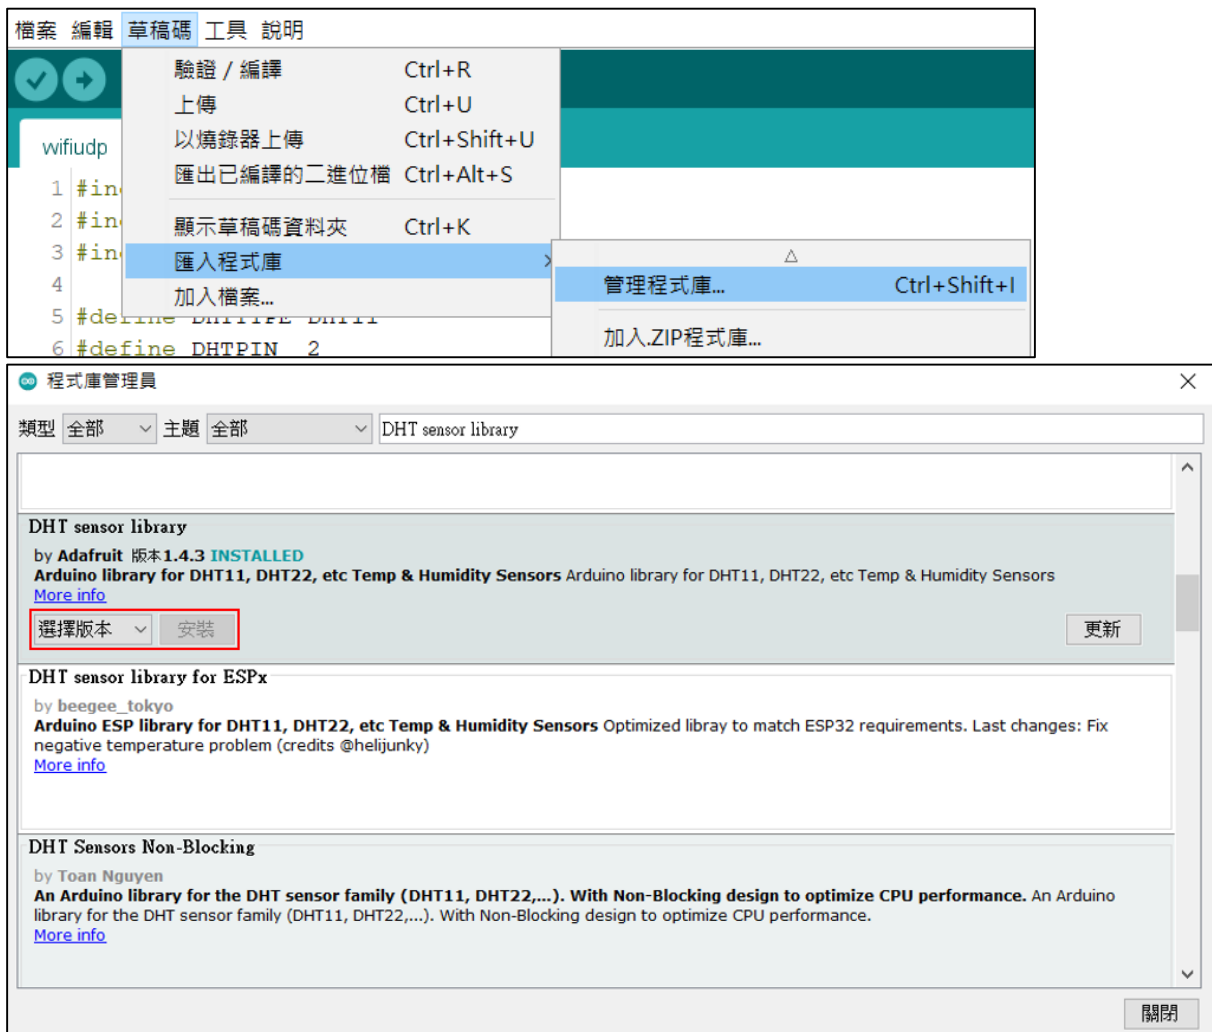 檔案 編輯 草稿碼 工具 說明
驗證 / 編譯 Ctrl+R
上傳 Ctrl+U
以燒錄器上傳 Ctrl+Shift+U
wifiudp
匯出已編譯的二進位檔 Ctrl+Alt+S
1 #in
2 #in
顯示草稿碼資料夾 Ctrl+K
3 #in
匯入程式庫
管理程式庫... Ctrl+Shift+I
4
加入檔案...
5 #define DHTTYPE DHT11
加入.ZIP程式庫...
6 #define DHTPIN 2
程式庫管理員
類型 全部 主題 全部 DHT sensor library
DHT sensor library
by Adafruit 版本1.4.3 INSTALLED
Arduino library for DHT11, DHT22, etc Temp & Humidity Sensors Arduino library for DHT11, DHT22, etc Temp & Humidity Sensors
More info
選擇版本 安裝 更新
DHT sensor library for ESPx
by beegee_tokyo
Arduino ESP library for DHT11, DHT22, etc Temp & Humidity Sensors Optimized libray to match ESP32 requirements. Last changes: Fix
negative temperature problem (credits @helijunky)
More info
DHT Sensors Non-Blocking
by Toan Nguyen
An Arduino library for the DHT sensor family (DHT11, DHT22,...). With Non-Blocking design to optimize CPU performance. An Arduino
library for the DHT sensor family (DHT11, DHT22,...). With Non-Blocking design to optimize CPU performance.
More info
關閉